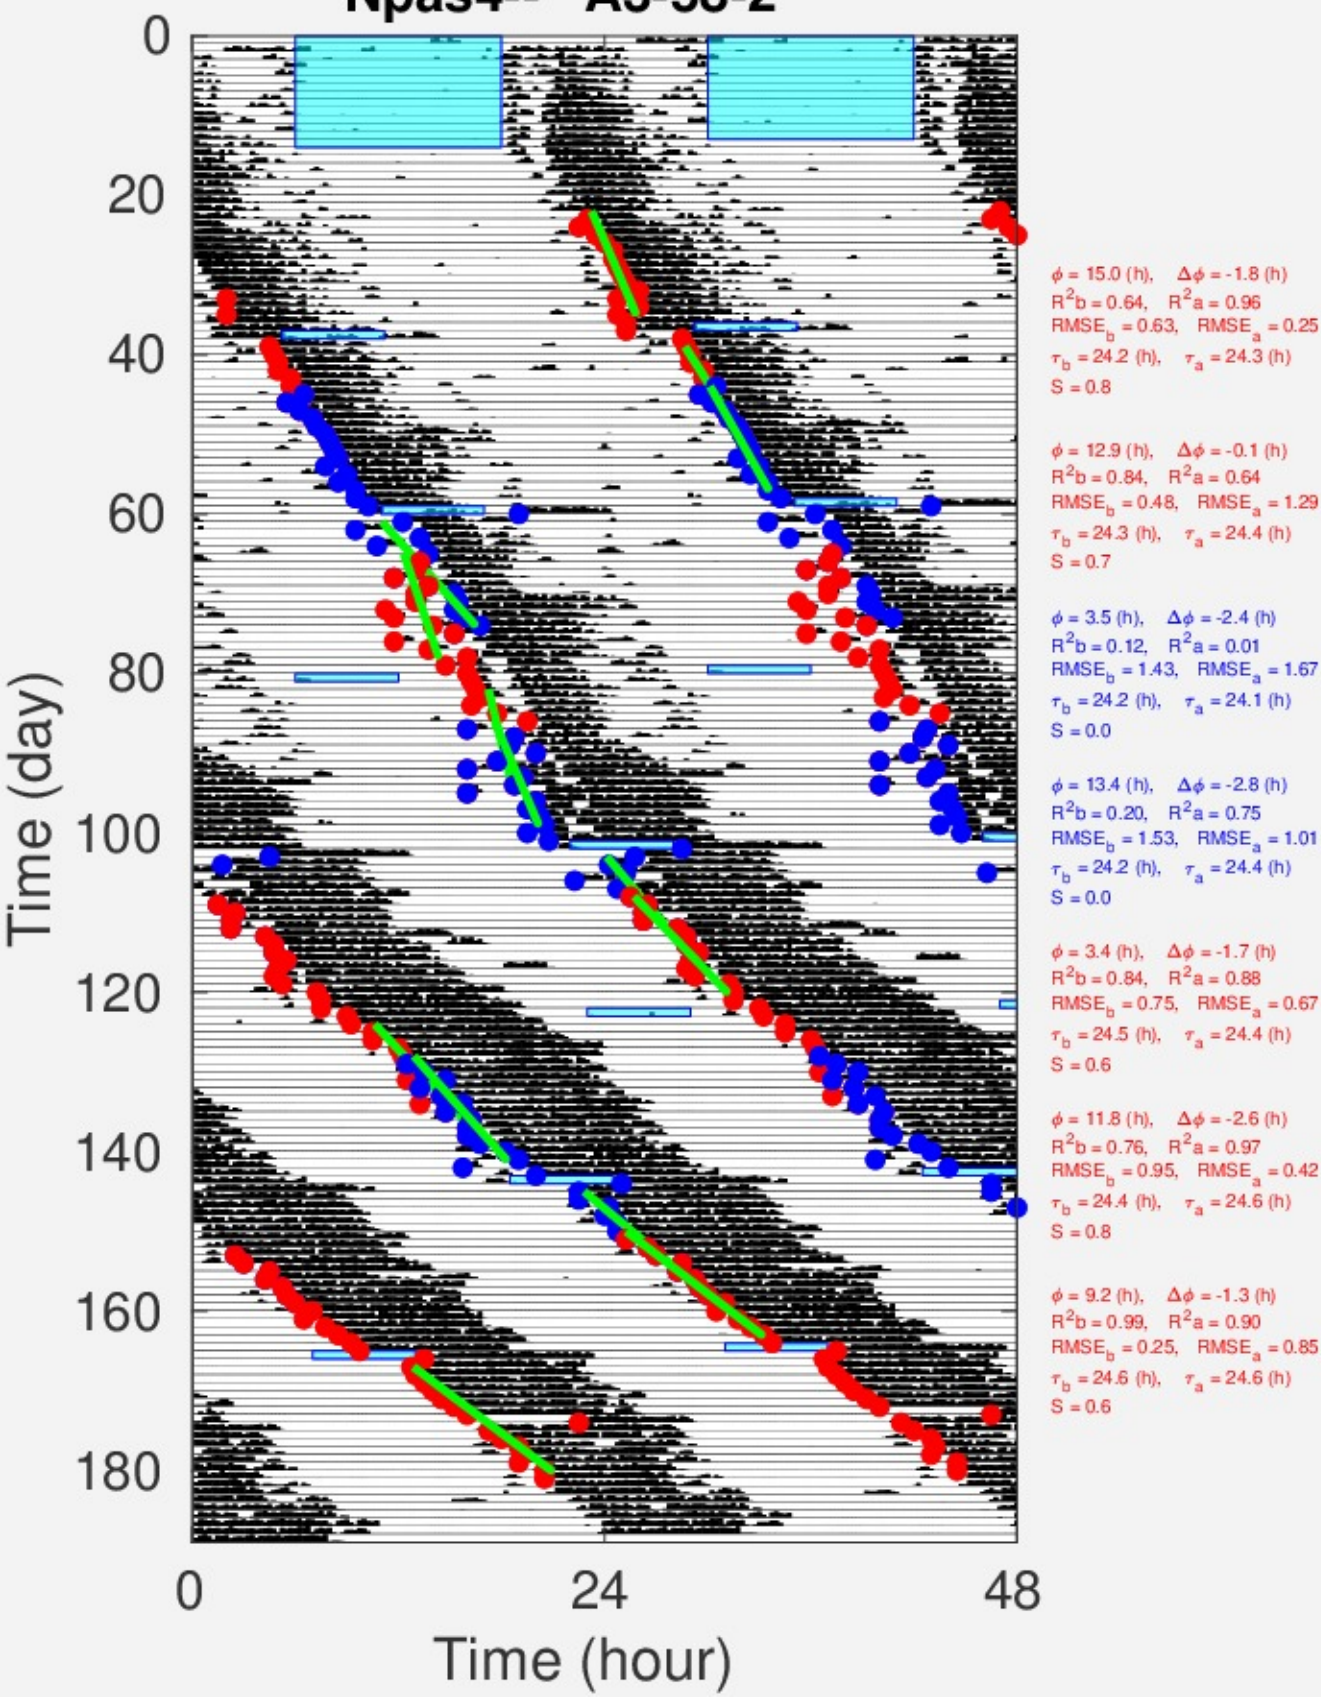 Npas4--
0
20
40
60
80
100
120
140
160
180
Time (day)
0 24 48
Time (hour)
ϕ = 15.0 (h), Δϕ = -1.8 (h)
R²b = 0.64, R²a = 0.96
RMSE_b = 0.63, RMSE_a = 0.25
τ_b = 24.2 (h), τ_a = 24.3 (h)
S = 0.8
ϕ = 12.9 (h), Δϕ = -0.1 (h)
R²b = 0.84, R²a = 0.64
RMSE_b = 0.48, RMSE_a = 1.29
τ_b = 24.3 (h), τ_a = 24.4 (h)
S = 0.7
ϕ = 3.5 (h), Δϕ = -2.4 (h)
R²b = 0.12, R²a = 0.01
RMSE_b = 1.43, RMSE_a = 1.67
τ_b = 24.2 (h), τ_a = 24.1 (h)
S = 0.0
ϕ = 13.4 (h), Δϕ = -2.8 (h)
R²b = 0.20, R²a = 0.75
RMSE_b = 1.53, RMSE_a = 1.01
τ_b = 24.2 (h), τ_a = 24.4 (h)
S = 0.0
ϕ = 3.4 (h), Δϕ = -1.7 (h)
R²b = 0.84, R²a = 0.88
RMSE_b = 0.75, RMSE_a = 0.67
τ_b = 24.5 (h), τ_a = 24.4 (h)
S = 0.6
ϕ = 11.8 (h), Δϕ = -2.6 (h)
R²b = 0.76, R²a = 0.97
RMSE_b = 0.95, RMSE_a = 0.42
τ_b = 24.4 (h), τ_a = 24.6 (h)
S = 0.8
ϕ = 9.2 (h), Δϕ = -1.3 (h)
R²b = 0.99, R²a = 0.90
RMSE_b = 0.25, RMSE_a = 0.85
τ_b = 24.6 (h), τ_a = 24.6 (h)
S = 0.6